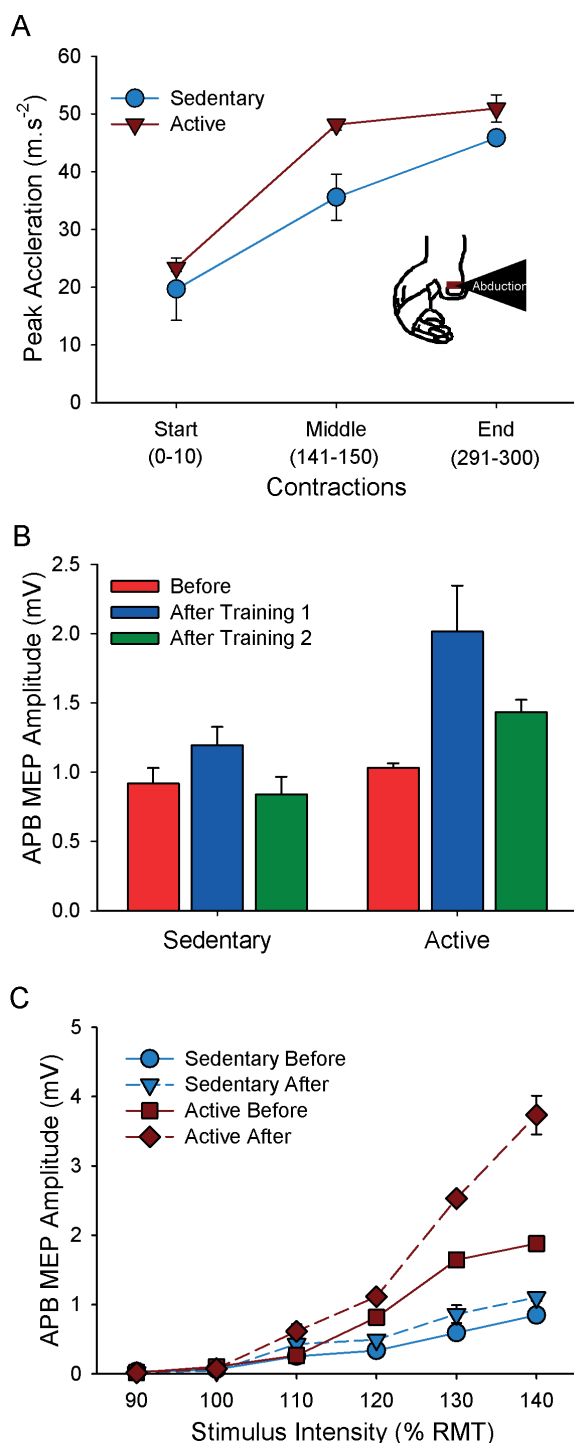 A
Peak Accleration (m.s-2)
60
50
40
30
20
10
0
Sedentary
Active
Abduction
Start
(0-10)
Middle
(141-150)
End
(291-300)
Contractions
B
APB MEP Amplitude (mV)
2.5
2.0
1.5
1.0
0.5
0.0
Before
After Training 1
After Training 2
Sedentary
Active
C
APB MEP Amplitude (mV)
5
4
3
2
1
0
Sedentary Before
Sedentary After
Active Before
Active After
90 100 110 120 130 140
Stimulus Intensity (% RMT)